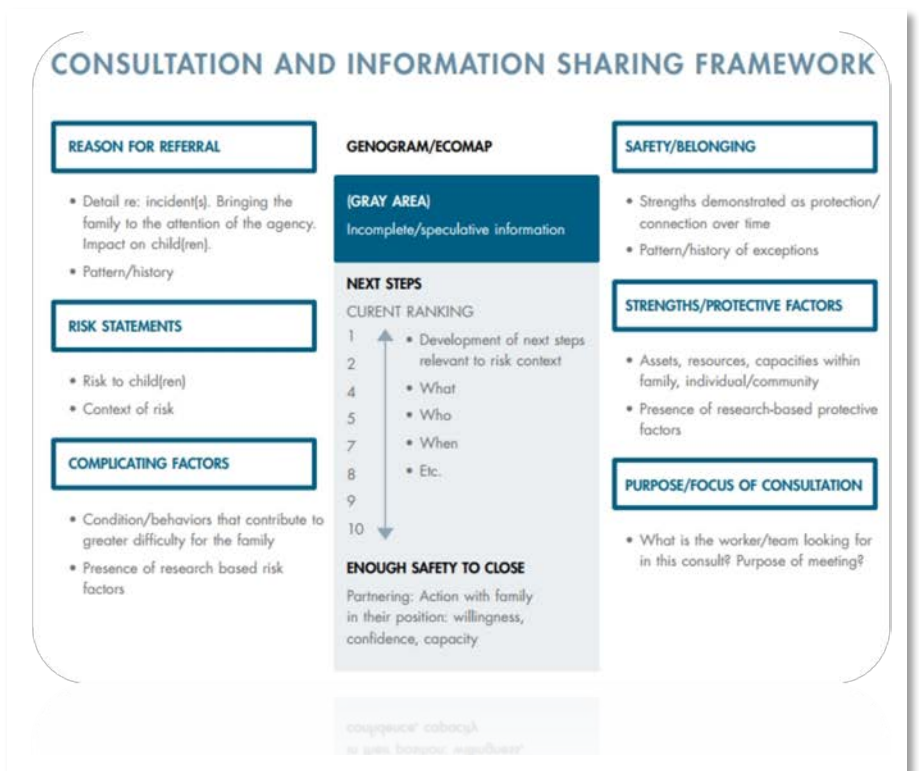 CONSULTATION AND INFORMATION SHARING FRAMEWORK
REASON FOR REFERRAL
• Detail re: incident(s). Bringing the
family to the attention of the agency.
Impact on child(ren).
• Pattern/history
RISK STATEMENTS
• Risk to child(ren)
• Context of risk
COMPLICATING FACTORS
• Condition/behaviors that contribute to
greater difficulty for the family
• Presence of research based risk
factors
GENOGRAM/ECOMAP
(GRAY AREA)
Incomplete/speculative information
NEXT STEPS
CURENT RANKING
1
2
4
5
7
8
9
10
• Development of next steps
relevant to risk context
• What
• Who
• When
• Etc.
ENOUGH SAFETY TO CLOSE
Partnering: Action with family
in their position: willingness,
confidence, capacity
SAFETY/BELONGING
• Strengths demonstrated as protection/
connection over time
• Pattern/history of exceptions
STRENGTHS/PROTECTIVE FACTORS
• Assets, resources, capacities within
family, individual/community
• Presence of research-based protective
factors
PURPOSE/FOCUS OF CONSULTATION
• What is the worker/team looking for
in this consult? Purpose of meeting?